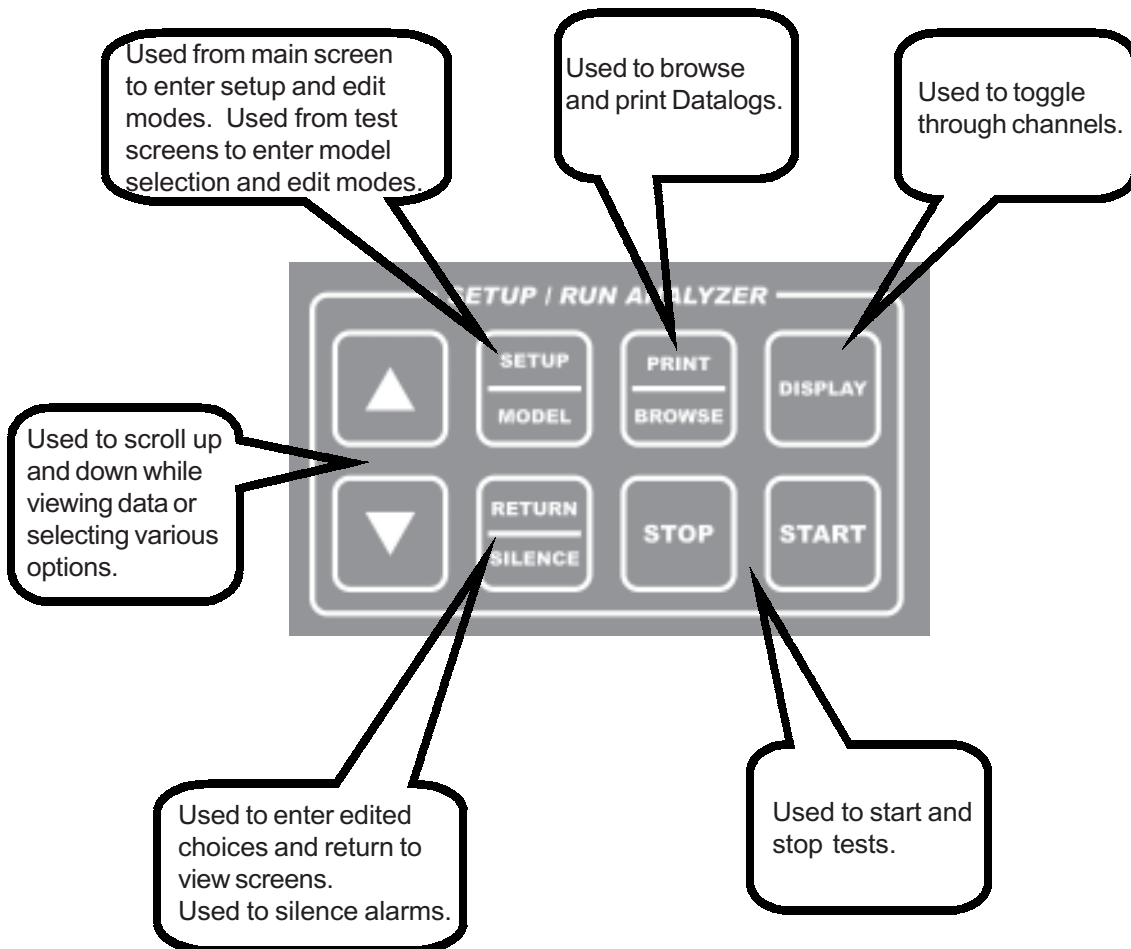 Used from main screen
to enter setup and edit
modes.  Used from test
screens to enter model
selection and edit modes.
Used to browse
and print Datalogs.
Used to toggle
through channels.
SETUP / RUN ANALYZER
SETUP
MODEL
PRINT
BROWSE
DISPLAY
Used to scroll up
and down while
viewing data or
selecting various
options.
RETURN
SILENCE
STOP
START
Used to enter edited
choices and return to
view screens.
Used to silence alarms.
Used to start and
stop tests.